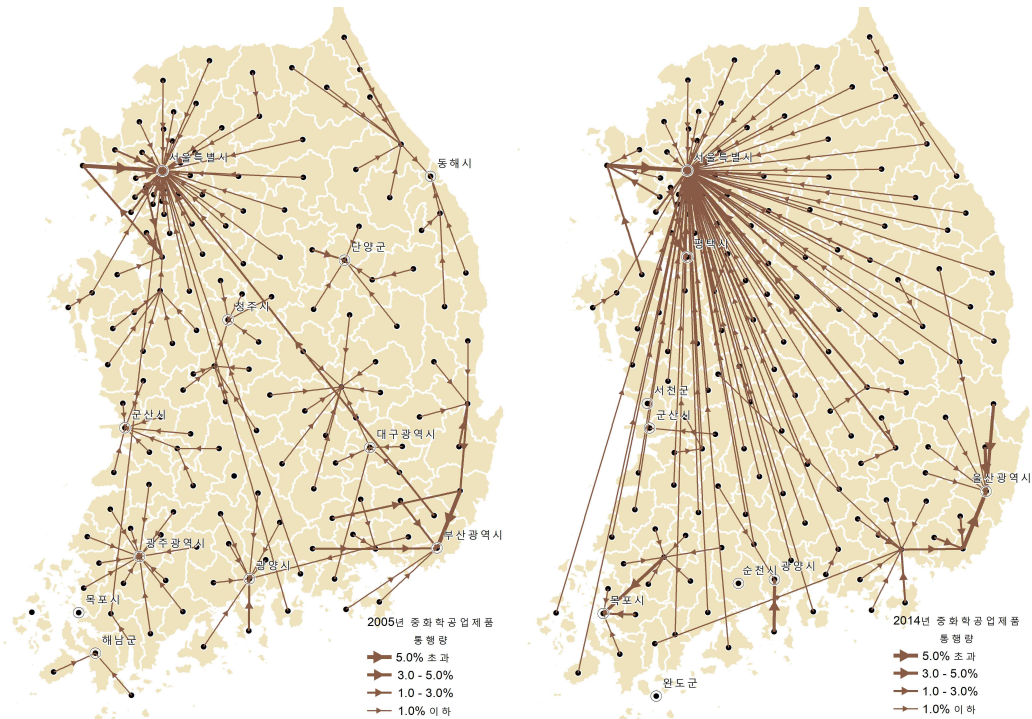 서울특별시
동해시
단양군
청주시
군산시
대구광역시
부산광역시
광주광역시
광양시
목포시
해남군
2005년 중화학공업제품
통행량
5.0% 초과
3.0 - 5.0%
1.0 - 3.0%
1.0% 이하
서울특별시
평택시
서천군
군산시
울산광역시
순천시
광양시
목포시
완도군
2014년 중화학공업제품
통행량
5.0% 초과
3.0 - 5.0%
1.0 - 3.0%
1.0% 이하